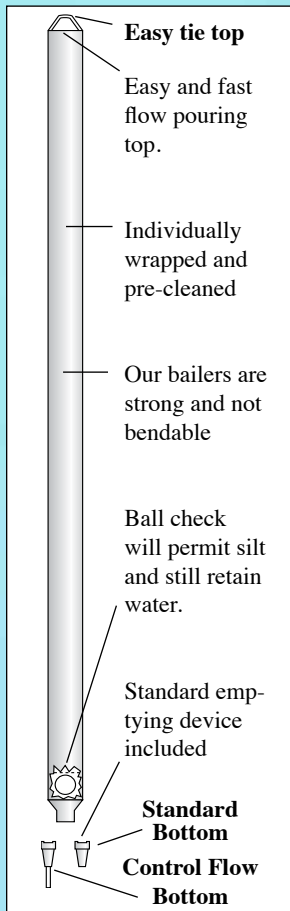 Easy tie top
Easy and fast
flow pouring
top.
Individually
wrapped and
pre-cleaned
Our bailers are
strong and not
bendable
Ball check
will permit silt
and still retain
water.
Standard emp-
tying device
included
Standard
Bottom
Control Flow
Bottom